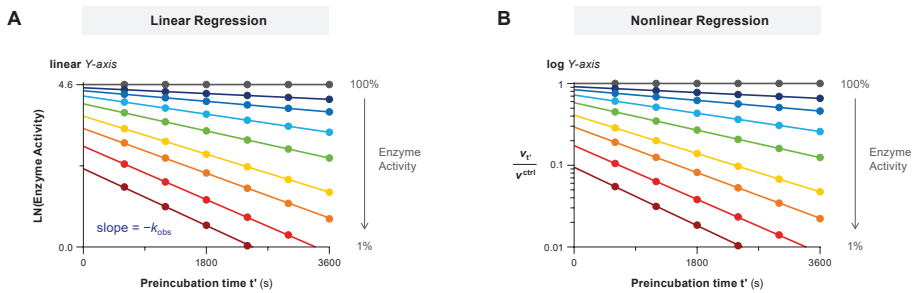 A
Linear Regression
linear Y-axis
4.6
0.0
LN(Enzyme Activity)
slope = −kobs
0
1800
3600
Preincubation time t' (s)
100%
Enzyme
Activity
1%
B
Nonlinear Regression
log Y-axis
1
0.1
0.01
vt'
vctrl
0
1800
3600
Preincubation time t' (s)
100%
Enzyme
Activity
1%